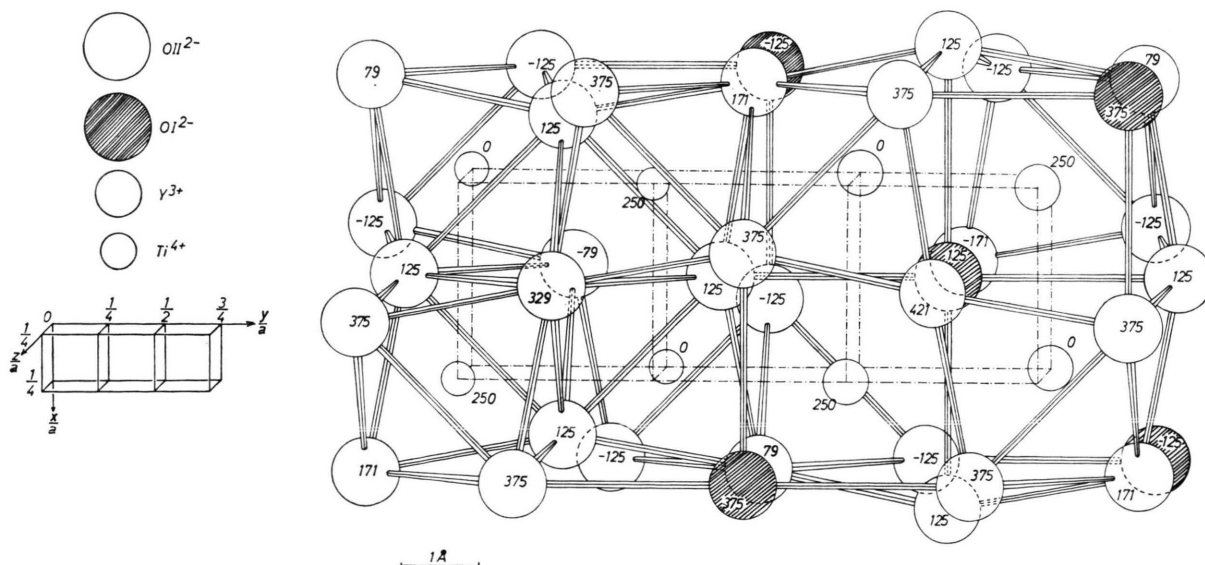 OII²⁻
OI²⁻
Y³⁺
Ti⁴⁺
0 1/4 1/2 3/4 y/a
1/4
z/a
1/4
x/a
79 -125 375 125 171 -125 375 125 -125 79 375
0 250 0 250
-125 125 -79 375 125 -125 -171 125 421 -125 125
375 329 375
250 0 250 0
171 125 375 -125 375 79 -125 375 125 171 -125
1 Å